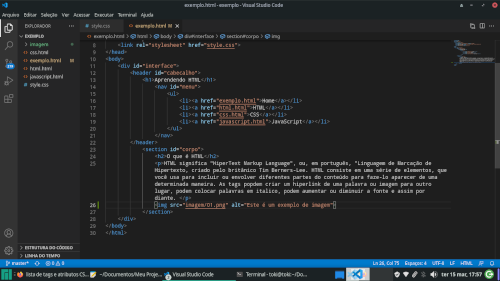 exemplo.html - exemplo - Visual Studio Code
Arquivo Editar Seleção Ver Acessar Executar Terminal Ajuda
EXPLORADOR
EXEMPLO
imagem
css.html
exemplo.html M
html.html
javascript.html
style.css
ESTRUTURA DO CÓDIGO
LINHA DO TEMPO
style.css exemplo.html M
exemplo.html > html > body > div#interface > section#corpo > img
8 <link rel="stylesheet" href="style.css">
9 </head>
10 <body>
11 <div id="interface">
12 <header id="cabecalho">
13 <h1>Aprendendo HTML</h1>
14 <nav id="menu">
15 <ul>
16 <li><a href="exemplo.html">Home</a></li>
17 <li><a href="html.html">HTML</a></li>
18 <li><a href="css.html">CSS</a></li>
19 <li><a href="javascript.html">JavaScript</a></li>
20 </ul>
21 </nav>
22 </header>
23 <section id="corpo">
24 <h2>O que é HTML</h2>
25 <p>HTML significa "HiperText Markup Language", ou, em português, "Linguagem de Marcação de
Hipertexto, criado pelo britânico Tim Berners-Lee. HTML consiste em uma série de elementos, que
você usa para incluir ou envolver diferentes partes do conteúdo para faze-lo aparecer de uma
determinada maneira. As tags popdem criar um hiperlink de uma palavra ou imagem para outro
lugar, podem colocar palavras em italico, podem aumentar ou diminuir a fonte e assim por
diante. </p>
26 <img src="imagem/01.png" alt="Este é um exemplo de imagem">
27 </section>
28 </div>
29 </body>
30 </html>
master* 0 0
Ln 26, Col 75 Espaços: 4 UTF-8 LF HTML
lista de tags e atributos CS... ~/Documentos/Meu Proje... Visual Studio Code Terminal - toki@toki: ~/Doc... ter 15 mar, 17:57